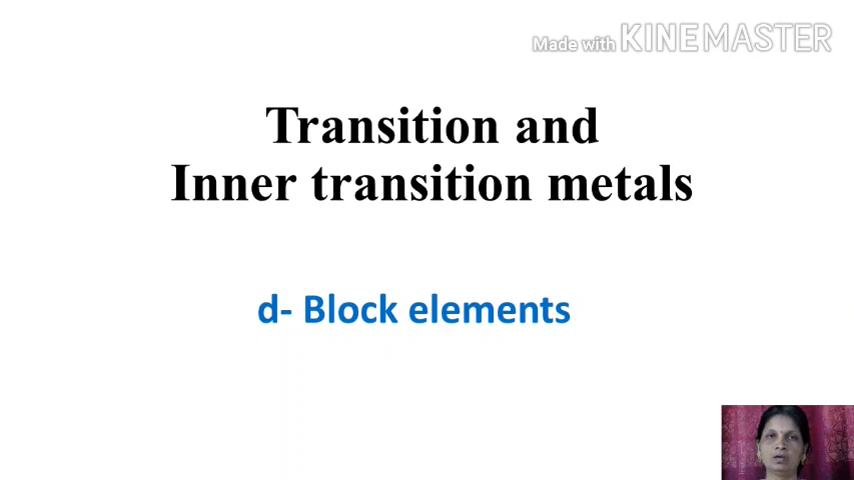 Made with KINEMASTER
Transition and
Inner transition metals
d- Block elements